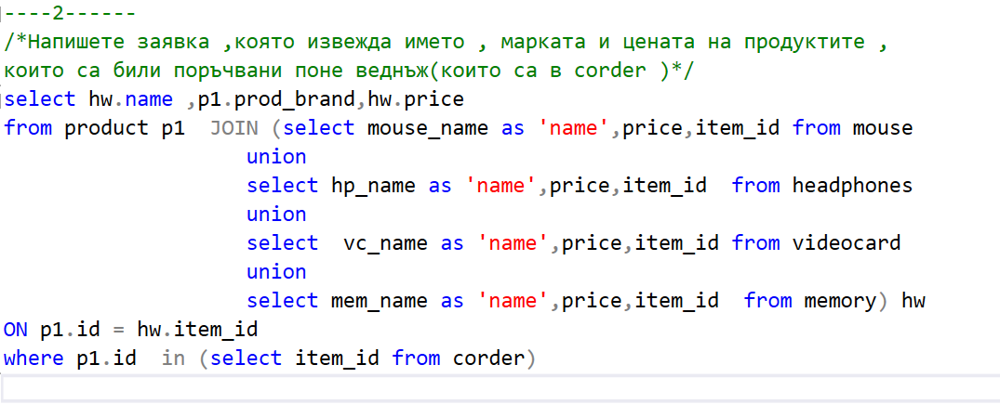 ----2------
/*Напишете заявка ,която извежда името , марката и цената на продуктите ,
които са били поръчвани поне веднъж(които са в corder )*/
select hw.name ,p1.prod_brand,hw.price
from product p1  JOIN (select mouse_name as 'name',price,item_id from mouse
union
select hp_name as 'name',price,item_id  from headphones
union
select  vc_name as 'name',price,item_id from videocard
union
select mem_name as 'name',price,item_id  from memory) hw
ON p1.id = hw.item_id
where p1.id  in (select item_id from corder)